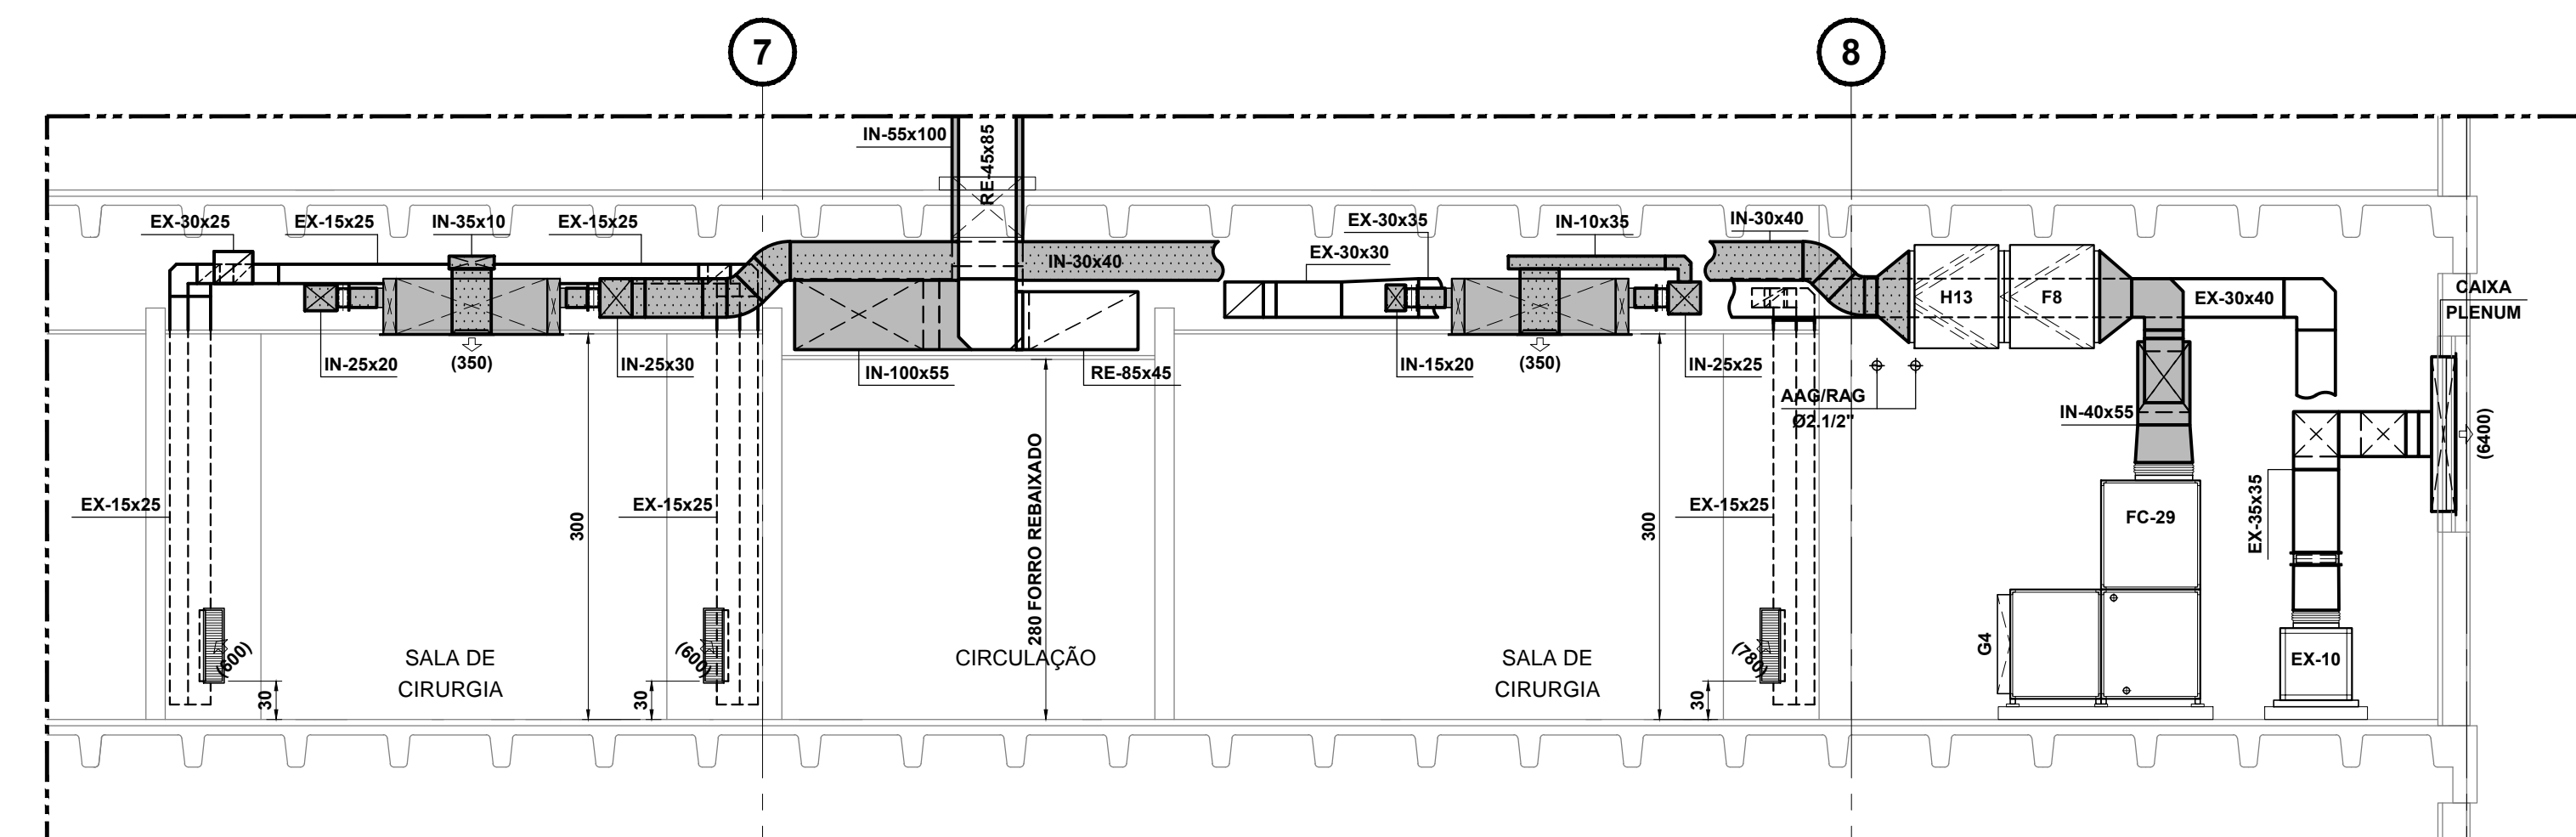 7
8
IN-55x100
RE-45x85
EX-30x25
EX-15x25
IN-35x10
EX-15x25
EX-30x35
IN-10x35
IN-30x40
EX-30x30
IN-30x40
H13
F8
EX-30x40
CAIXA
PLENUM
IN-25x20
(350)
IN-25x30
IN-100x55
RE-85x45
IN-15x20
(350)
IN-25x25
AAG/RAG
Ø2.1/2"
IN-40x55
(6400)
EX-15x25
300
EX-15x25
280 FORRO REBAIXADO
300
EX-15x25
FC-29
EX-35x35
(600)
SALA DE
CIRURGIA
(600)
CIRCULAÇÃO
SALA DE
CIRURGIA
(780)
G4
EX-10
30
30
30